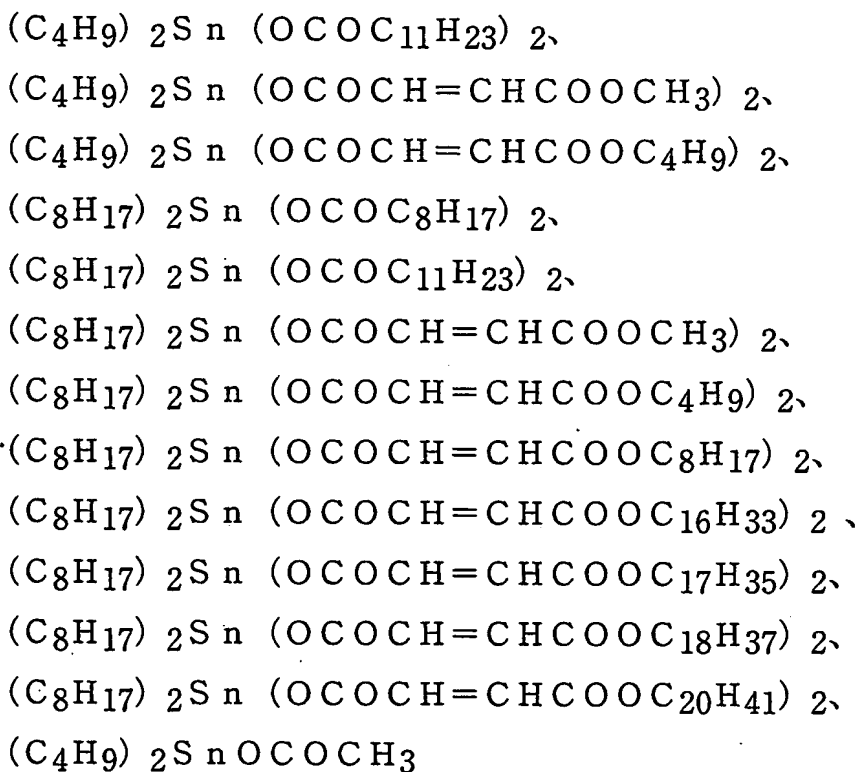 (C4H9) 2Sn (OCOC11H23) 2、
(C4H9) 2Sn (OCOCH=CHCOOCH3) 2、
(C4H9) 2Sn (OCOCH=CHCOOC4H9) 2、
(C8H17) 2Sn (OCOC8H17) 2、
(C8H17) 2Sn (OCOC11H23) 2、
(C8H17) 2Sn (OCOCH=CHCOOCH3) 2、
(C8H17) 2Sn (OCOCH=CHCOOC4H9) 2、
(C8H17) 2Sn (OCOCH=CHCOOC8H17) 2、
(C8H17) 2Sn (OCOCH=CHCOOC16H33) 2 、
(C8H17) 2Sn (OCOCH=CHCOOC17H35) 2、
(C8H17) 2Sn (OCOCH=CHCOOC18H37) 2、
(C8H17) 2Sn (OCOCH=CHCOOC20H41) 2、
(C4H9) 2SnOCOCH3